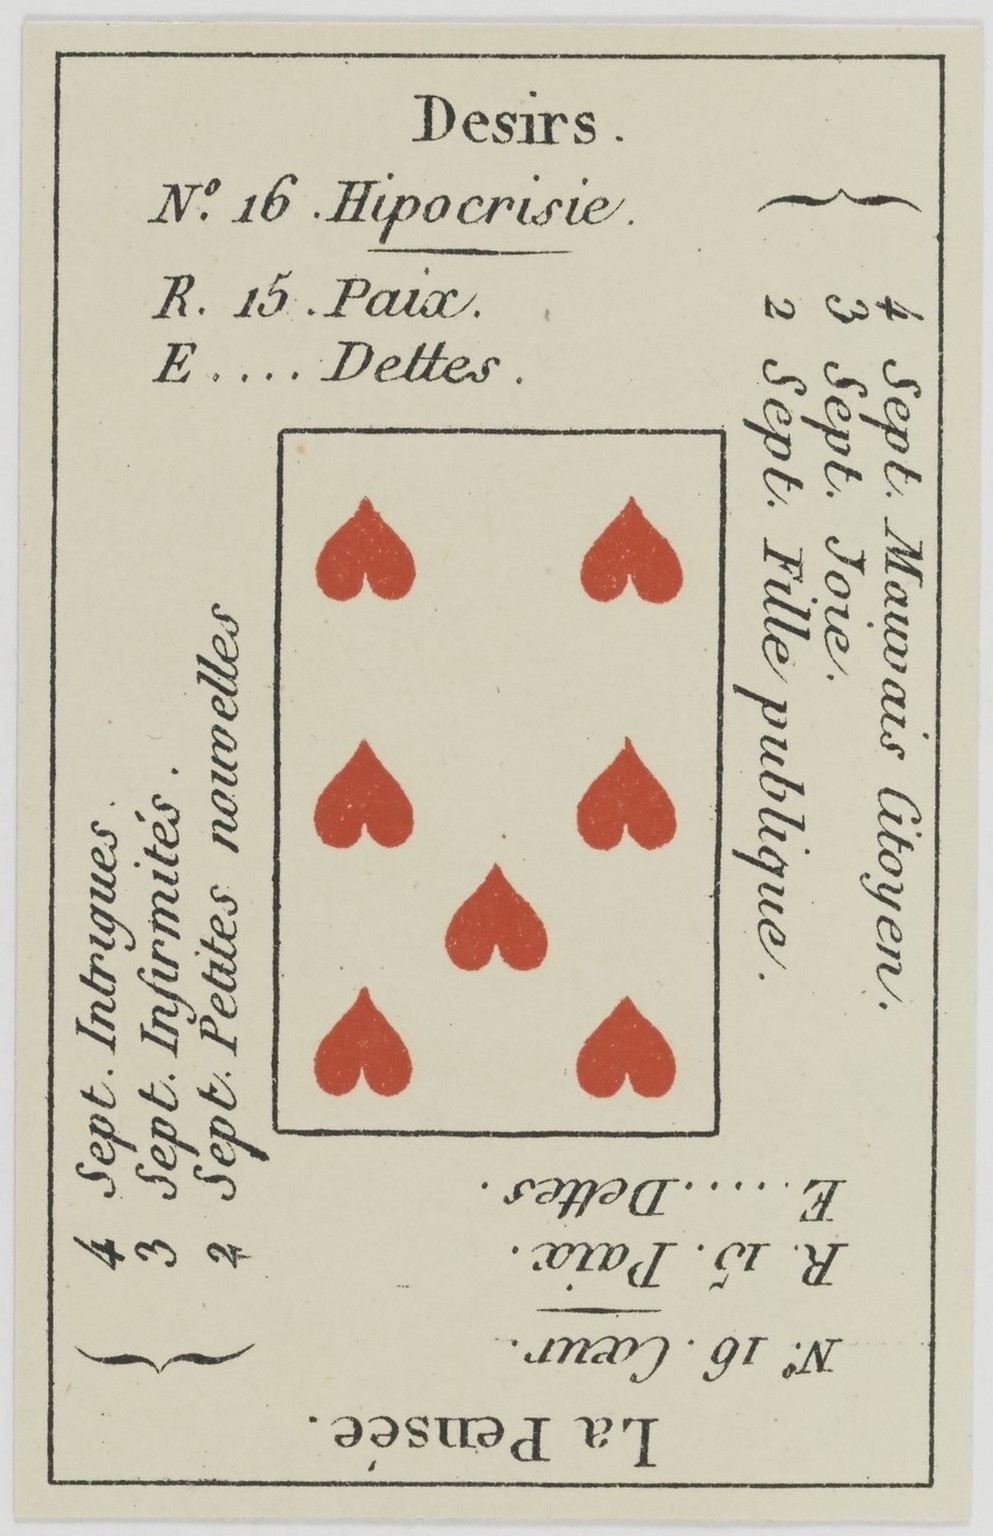 Desirs.
N.º 16. Hipocrisie.
R. 15. Paix.
E.... Dettes.
4 Sept. Mauvais Citoyen.
3 Sept. Joie.
2 Sept. Fille publique.
4 Sept. Intrigues.
3 Sept. Infirmités.
2 Sept. Petites nouvelles
La Pensée.
N.º 16. Cœur.
R. 15. Paix.
E.....Dettes.